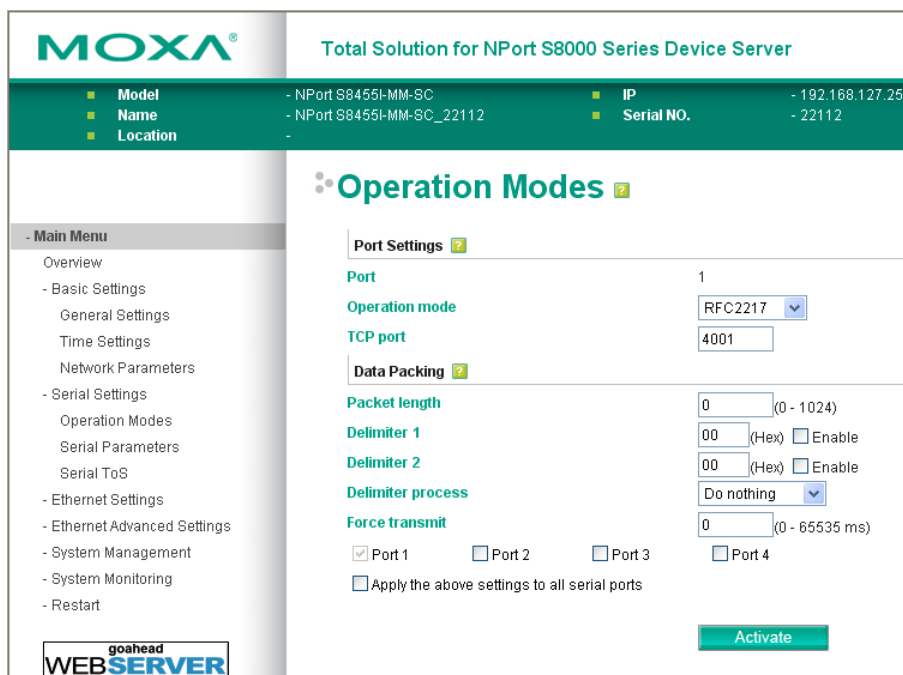 MOXA®
Total Solution for NPort S8000 Series Device Server
Model - NPort S8455I-MM-SC IP - 192.168.127.25
Name - NPort S8455I-MM-SC_22112 Serial NO. - 22112
Location -
Operation Modes ?
- Main Menu
Overview
- Basic Settings
General Settings
Time Settings
Network Parameters
- Serial Settings
Operation Modes
Serial Parameters
Serial ToS
- Ethernet Settings
- Ethernet Advanced Settings
- System Management
- System Monitoring
- Restart
goahead
WEBSERVER
Port Settings ?
Port 1
Operation mode RFC2217
TCP port 4001
Data Packing ?
Packet length 0 (0 - 1024)
Delimiter 1 00 (Hex) Enable
Delimiter 2 00 (Hex) Enable
Delimiter process Do nothing
Force transmit 0 (0 - 65535 ms)
Port 1 Port 2 Port 3 Port 4
Apply the above settings to all serial ports
Activate